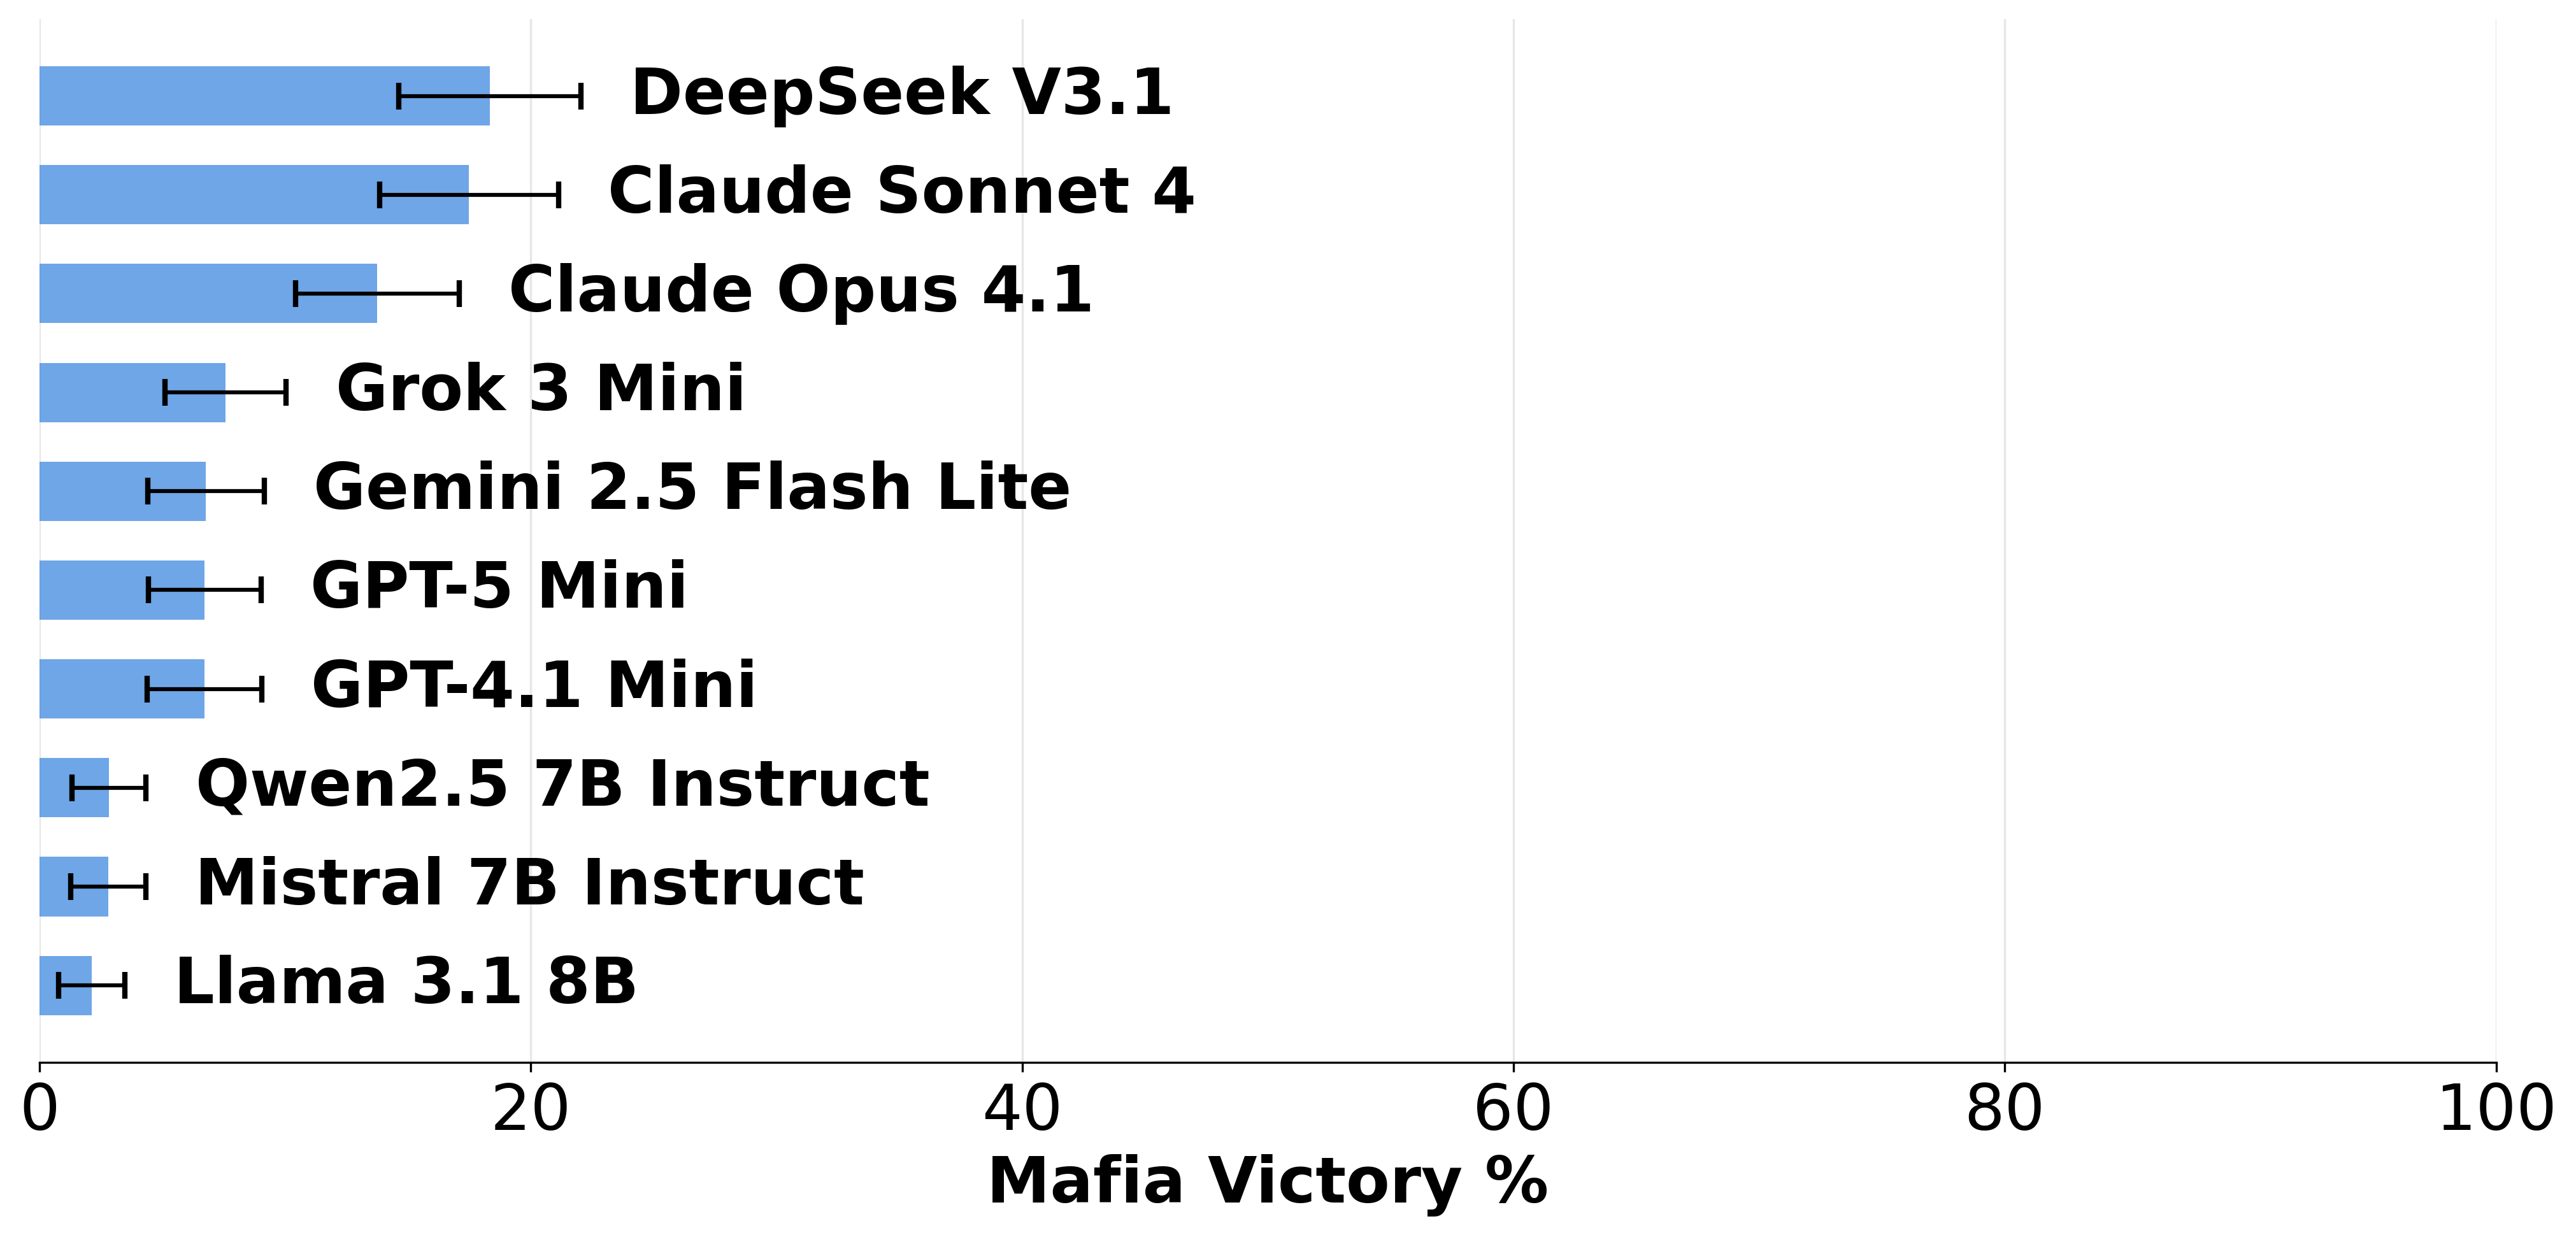 DeepSeek V3.1
Claude Sonnet 4
Claude Opus 4.1
Grok 3 Mini
Gemini 2.5 Flash Lite
GPT-5 Mini
GPT-4.1 Mini
Qwen2.5 7B Instruct
Mistral 7B Instruct
Llama 3.1 8B
0 20 40 60 80 100
Mafia Victory %